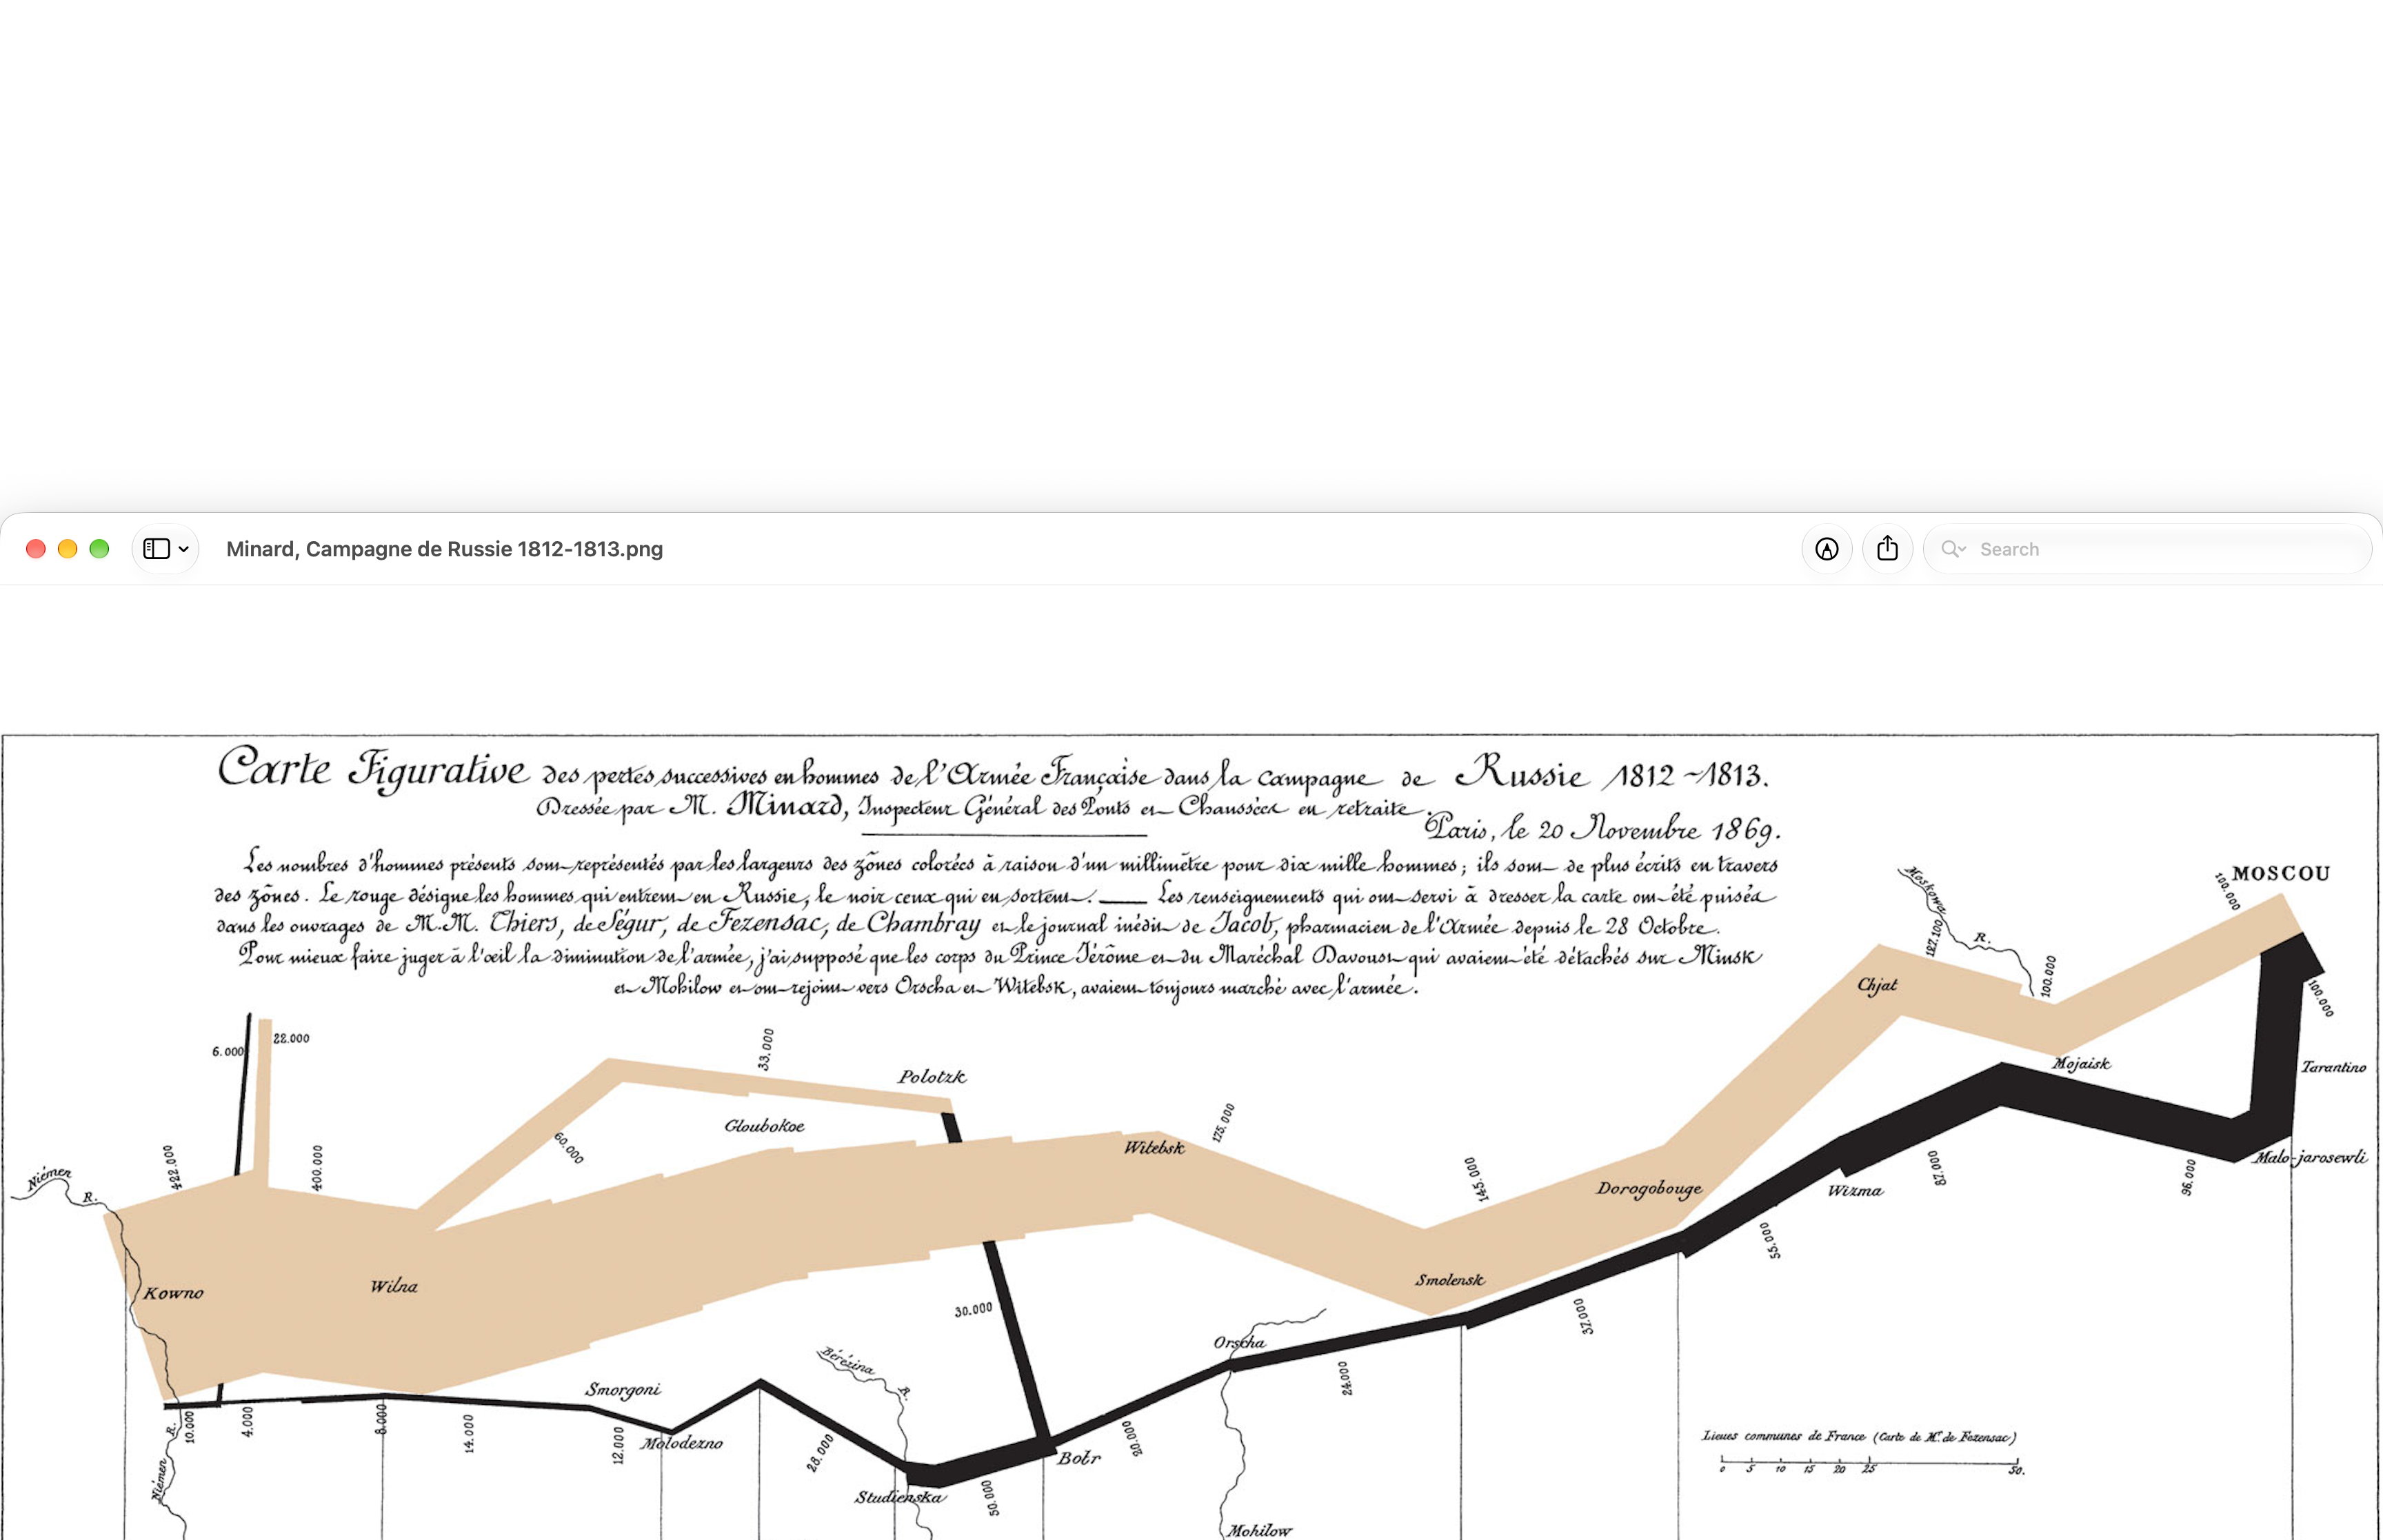 Minard, Campagne de Russie 1812-1813.png
Search
Carte Figurative des pertes successives en hommes de l'Armée Française dans la campagne de Russie 1812~1813.
Dressée par M. Minard, Inspecteur Général des Ponts et Chaussées en retraite.
Paris, le 20 Novembre 1869.
Les nombres d'hommes présents sont représentés par les largeurs des zônes colorées à raison d'un millimètre pour dix mille hommes; ils sont de plus écrits en travers
des zônes. Le rouge désigne les hommes qui entrent en Russie, le noir ceux qui en sortent. — Les renseignements qui ont servi à dresser la carte ont été puisés
dans les ouvrages de M.M. Thiers, de Ségur, de Fezensac, de Chambray et le journal inédit de Jacob, pharmacien de l'Armée depuis le 28 Octobre.
Pour mieux faire juger à l'œil la diminution de l'armée, j'ai supposé que les corps du Prince Jérôme et du Maréchal Davoust qui avaient été détachés sur Minsk
et Mohilow et ont rejoint vers Orscha et Witebsk, avaient toujours marché avec l'armée.
Moskowa R.
MOSCOU
100.000
127.100
100.000
Chjat
100.000
Mojaisk
Tarantino
6.000
22.000
33.000
Polotzk
60.000
Gloubokoe
422.000
400.000
175.000
Witebsk
145.000
Dorogobouge
Malo-jarosewli
Wizma
87.000
96.000
Niémen R.
55.000
Kowno
Wilna
Smolensk
30.000
37.000
Orscha
Bérézina R.
24.000
Smorgoni
10.000
4.000
8.000
14.000
12.000
Molodezno
28.000
20.000
Botr
Studienska
50.000
Niémen R.
Lieues communes de France (Carte de Mr. de Fezensac)
0 5 10 15 20 25 50.
Mohilow